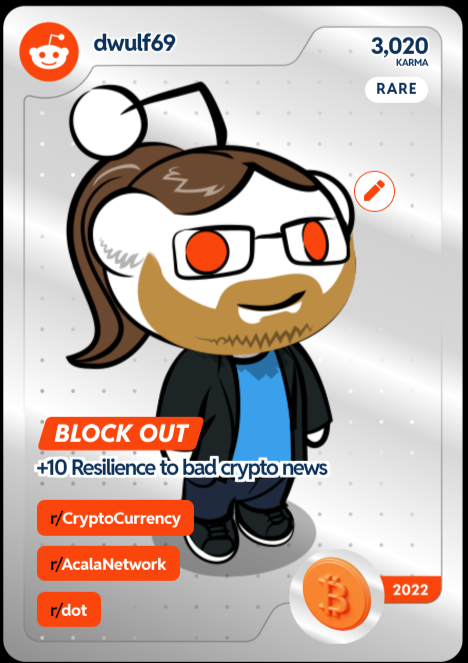 dwulf69
3,020
KARMA
RARE
BLOCK OUT
+10 Resilience to bad crypto news
r/CryptoCurrency
r/AcalaNetwork
r/dot
2022